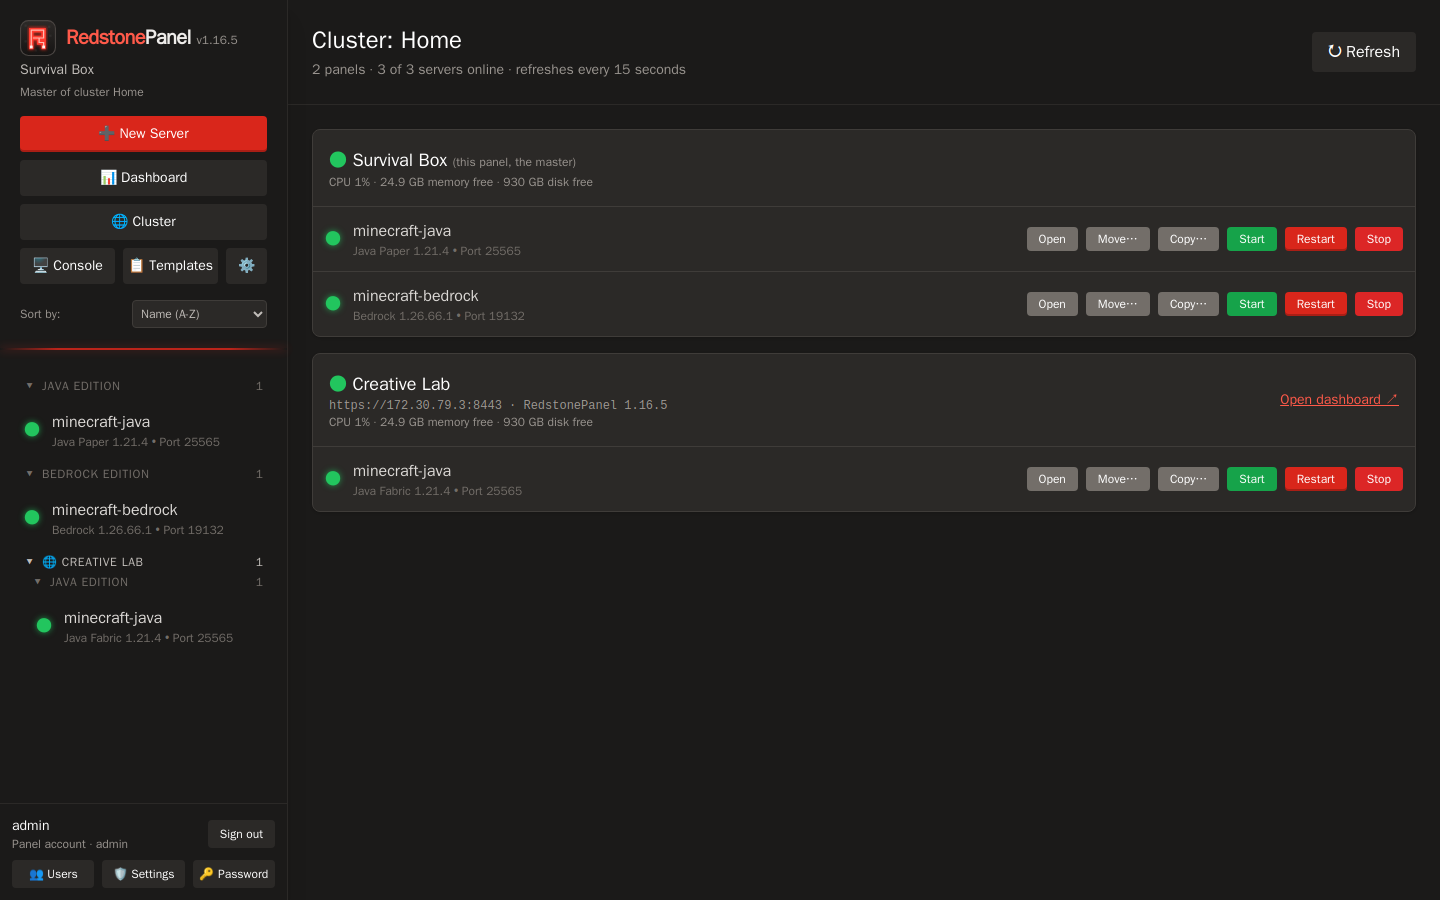 RedstonePanel v1.16.5
Survival Box
Master of cluster Home
➕ New Server
📊 Dashboard
🌐 Cluster
🖥️ Console
📋 Templates
⚙️
Sort by:
Name (A-Z)
▼ JAVA EDITION 1
minecraft-java
Java Paper 1.21.4 • Port 25565
▼ BEDROCK EDITION 1
minecraft-bedrock
Bedrock 1.26.66.1 • Port 19132
▼ 🌐 CREATIVE LAB 1
▼ JAVA EDITION 1
minecraft-java
Java Fabric 1.21.4 • Port 25565
admin
Panel account · admin
Sign out
👥 Users
🛡️ Settings
🔑 Password
Cluster: Home
2 panels · 3 of 3 servers online · refreshes every 15 seconds
↻ Refresh
Survival Box (this panel, the master)
CPU 1% · 24.9 GB memory free · 930 GB disk free
minecraft-java
Java Paper 1.21.4 • Port 25565
Open Move… Copy… Start Restart Stop
minecraft-bedrock
Bedrock 1.26.66.1 • Port 19132
Open Move… Copy… Start Restart Stop
Creative Lab
https://172.30.79.3:8443 · RedstonePanel 1.16.5
CPU 1% · 24.9 GB memory free · 930 GB disk free
Open dashboard ↗
minecraft-java
Java Fabric 1.21.4 • Port 25565
Open Move… Copy… Start Restart Stop